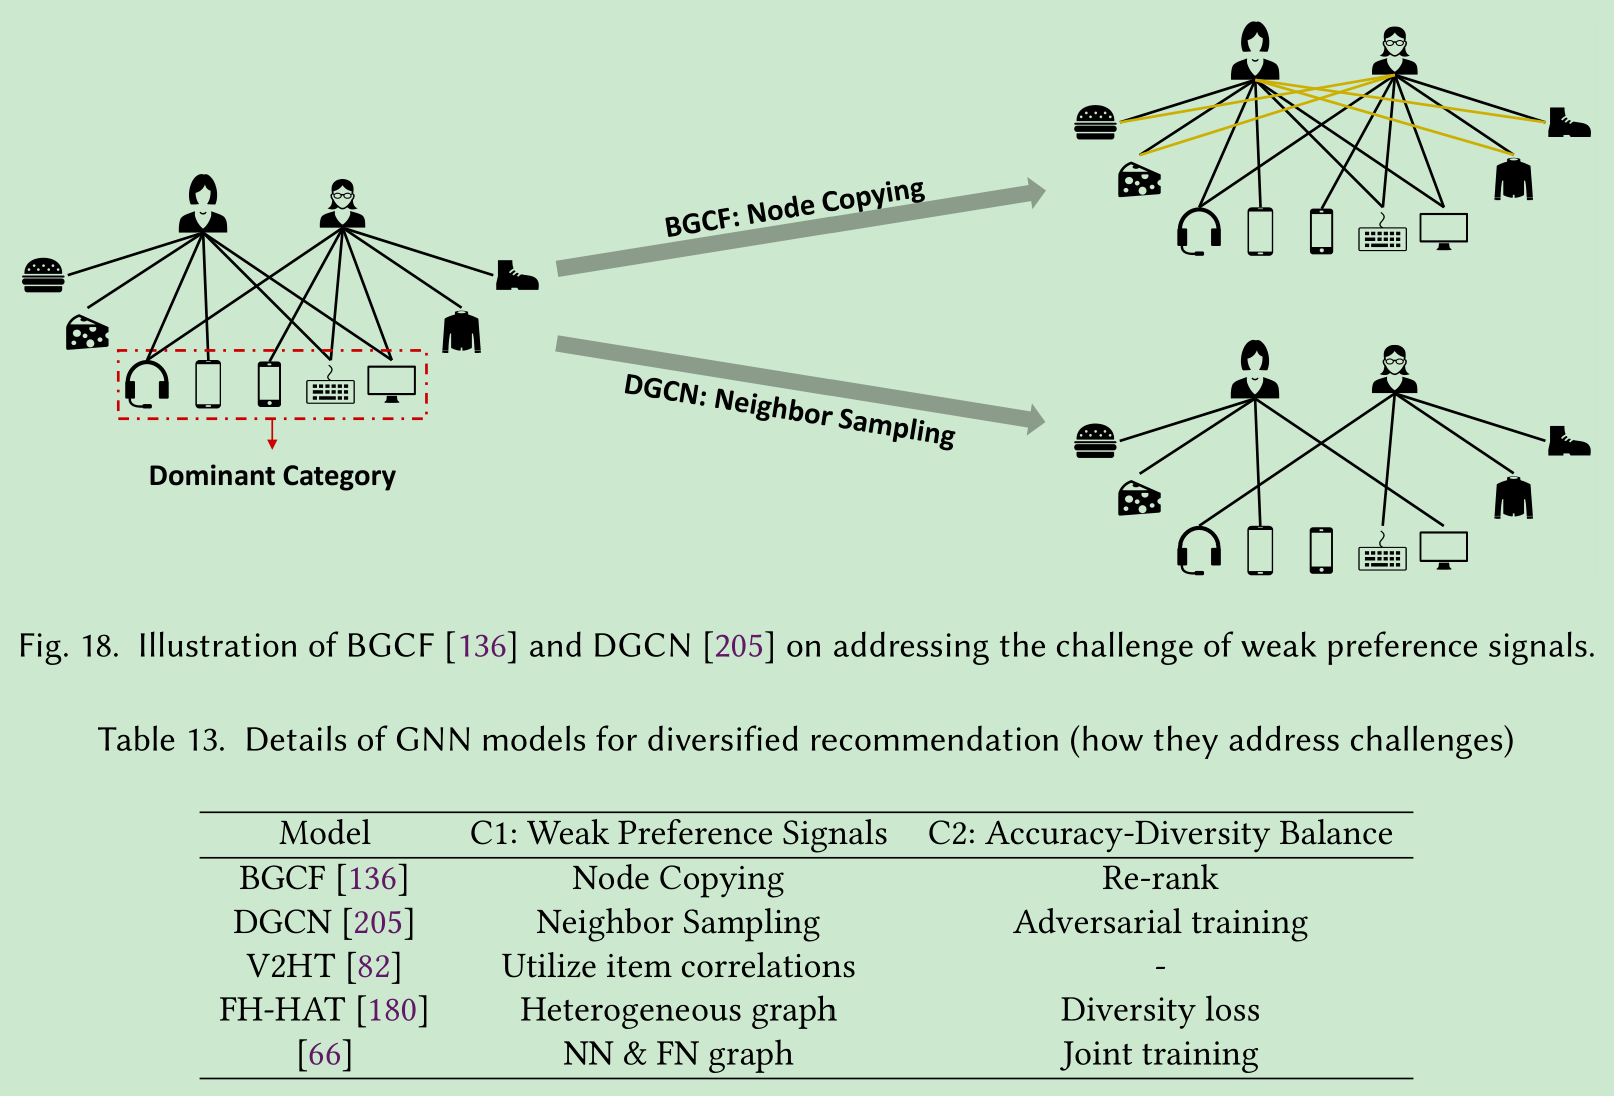 BGCF: Node Copying
DGCN: Neighbor Sampling
Dominant Category
Fig. 18. Illustration of BGCF [136] and DGCN [205] on addressing the challenge of weak preference signals.
Table 13. Details of GNN models for diversified recommendation (how they address challenges)
Model C1: Weak Preference Signals C2: Accuracy-Diversity Balance
BGCF [136] Node Copying Re-rank
DGCN [205] Neighbor Sampling Adversarial training
V2HT [82] Utilize item correlations -
FH-HAT [180] Heterogeneous graph Diversity loss
[66] NN & FN graph Joint training